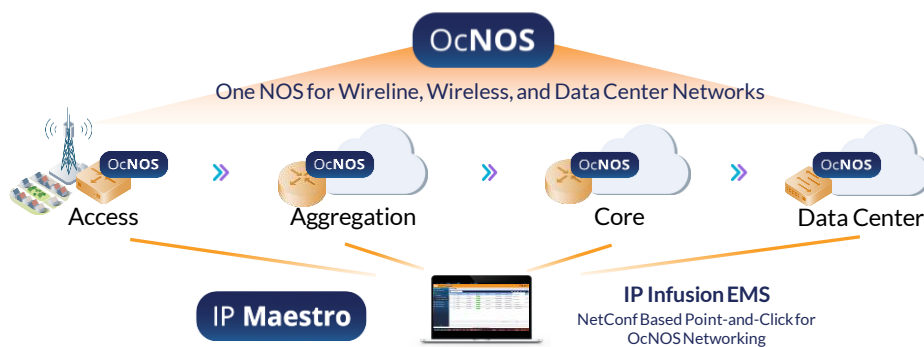 OcNOS
One NOS for Wireline, Wireless, and Data Center Networks
OcNOS
OcNOS
OcNOS
OcNOS
Access
Aggregation
Core
Data Center
IP Maestro
IP Infusion EMS
NetConf Based Point-and-Click for
OcNOS Networking